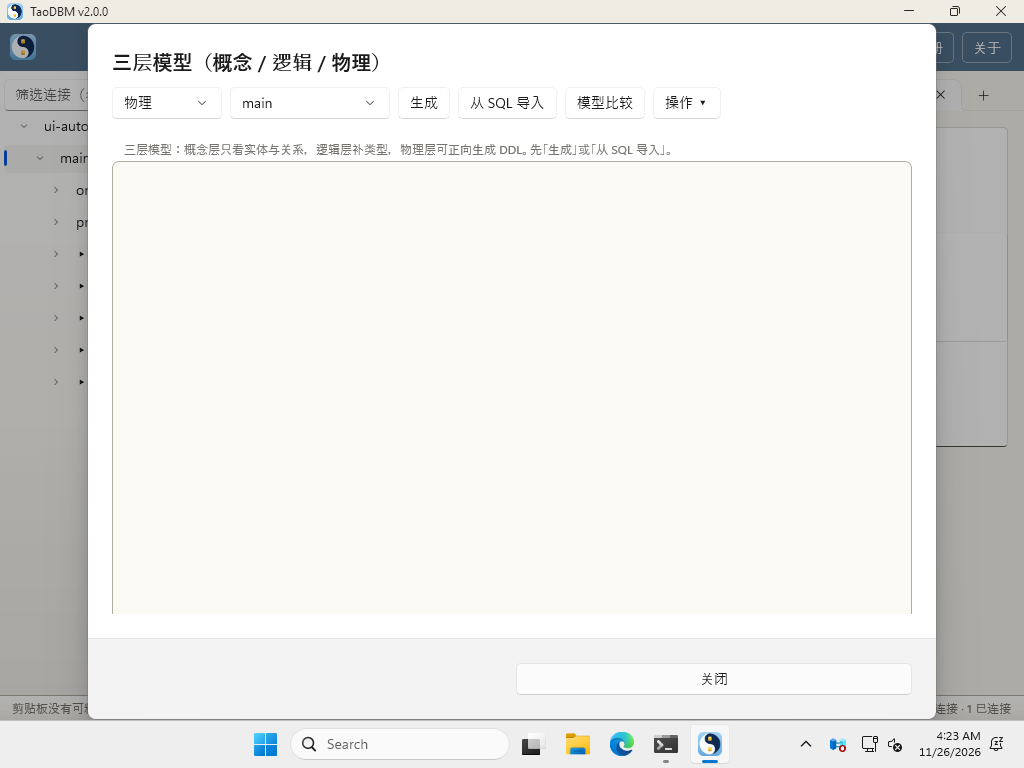 TaoDBM v2.0.0
关于
筛选连接
三层模型（概念 / 逻辑 / 物理）
物理
main
生成
从 SQL 导入
模型比较
操作 ▾
三层模型：概念层只看实体与关系，逻辑层补类型，物理层可正向生成 DDL。先「生成」或「从 SQL 导入」。
ui-auto
main
关闭
剪贴板没有可
连接 · 1 已连接
Search
4:23 AM
11/26/2026